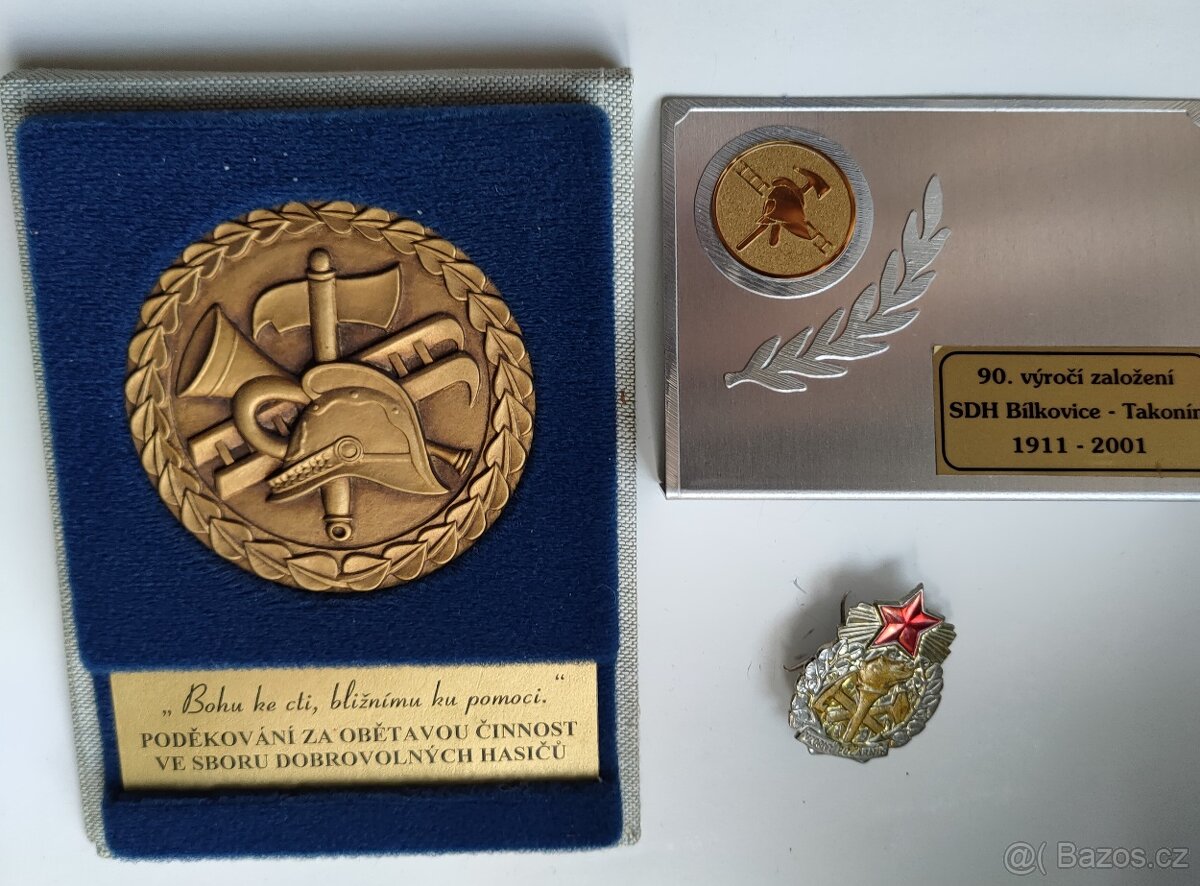 „Bohu ke cti, bližnímu ku pomoci.“
PODĚKOVÁNÍ ZA OBĚTAVOU ČINNOST
VE SBORU DOBROVOLNÝCH HASIČŮ
90. výročí založení
SDH Bílkovice - Takonín
1911 - 2001
@( Bazos.cz